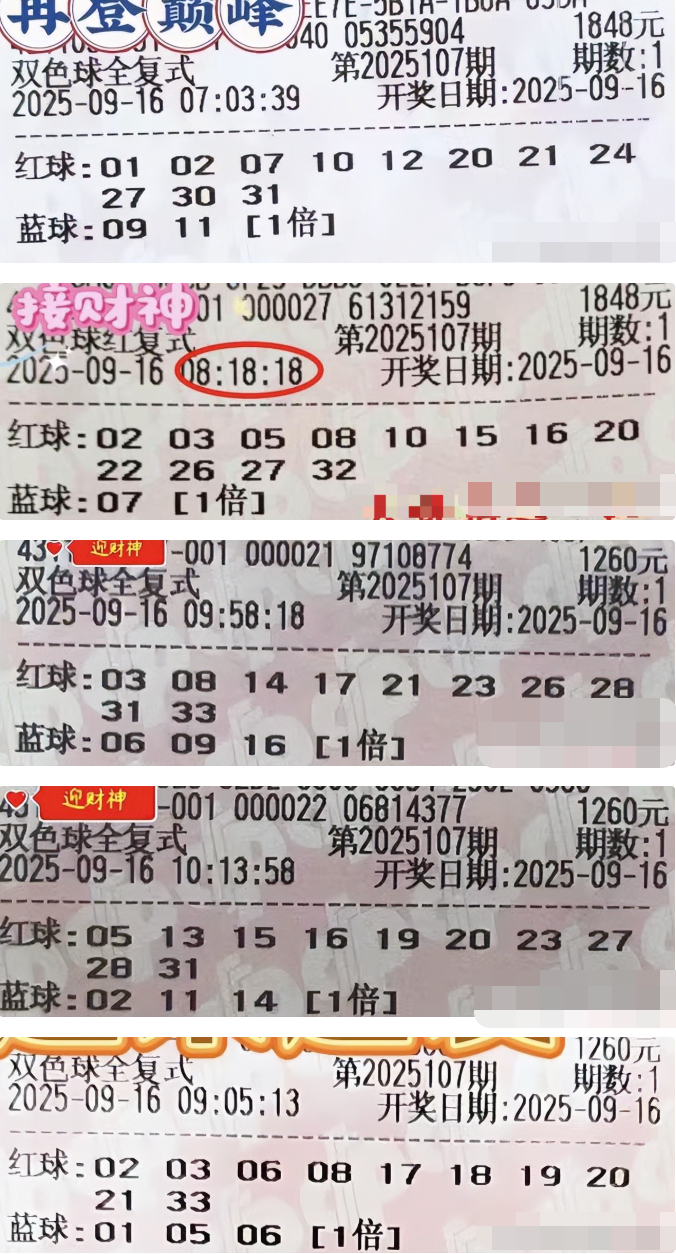 再登巅峰
1848元
040 05355904
双色球全复式 第2025107期 期数:1
2025-09-16 07:03:39 开奖日期:2025-09-16
红球:01 02 07 10 12 20 21 24
27 30 31
蓝球:09 11 [1倍]
接财神
01 000027 61312159 1848元
双色球红复式 第2025107期 期数:1
2025-09-16 08:18:18 开奖日期:2025-09-16
红球:02 03 05 08 10 15 16 20
22 26 27 32
蓝球:07 [1倍]
迎财神
-001 000021 97108774 1260元
双色球全复式 第2025107期 期数:1
2025-09-16 09:58:18 开奖日期:2025-09-16
红球:03 08 14 17 21 23 26 28
31 33
蓝球:06 09 16 [1倍]
迎财神
-001 000022 06814377 1260元
双色球全复式 第2025107期 期数:1
2025-09-16 10:13:58 开奖日期:2025-09-16
红球:05 13 15 16 19 20 23 27
28 31
蓝球:02 11 14 [1倍]
1260元
双色球全复式 第2025107期 期数:1
2025-09-16 09:05:13 开奖日期:2025-09-16
红球:02 03 06 08 17 18 19 20
21 33
蓝球:01 05 06 [1倍]